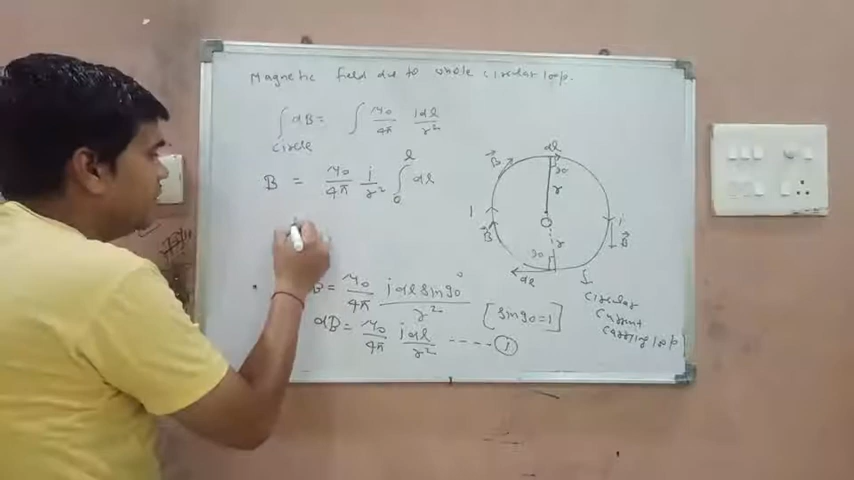 Magnetic field due to whole circular loop.
∫ dB = ∫ μ0/4π idl/r²
circle
B = μ0/4π i/r² ∫₀ˡ dl
B = μ0/4π idl sin90°/r² [sin90=1]
dB = μ0/4π idl/r² ---- (1)
dl
90
B
r
i
B
i
B
r
90
dl
circular
current
carrying loop